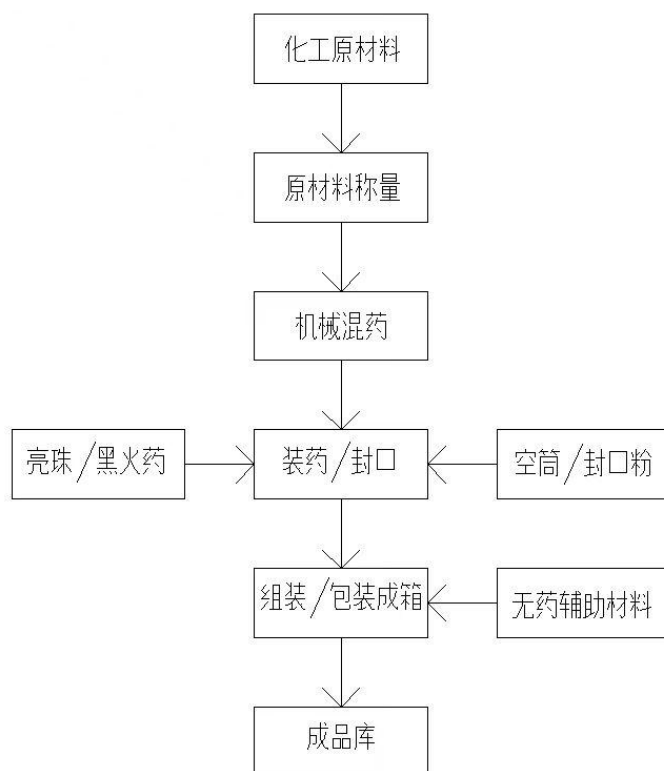 化工原材料
原材料称量
机械混药
亮珠/黑火药
装药/封口
空筒/封口粉
组装/包装成箱
无药辅助材料
成品库